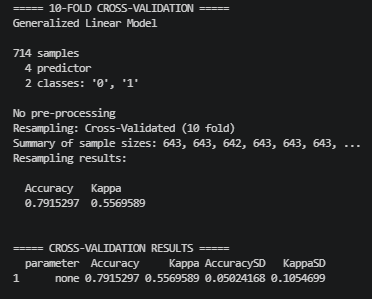 ===== 10-FOLD CROSS-VALIDATION =====
Generalized Linear Model

714 samples
  4 predictor
  2 classes: '0', '1'

No pre-processing
Resampling: Cross-Validated (10 fold)
Summary of sample sizes: 643, 643, 642, 643, 643, 643, ...
Resampling results:

  Accuracy   Kappa
  0.7915297  0.5569589


===== CROSS-VALIDATION RESULTS =====
  parameter  Accuracy     Kappa AccuracySD   KappaSD
1      none 0.7915297 0.5569589 0.05024168 0.1054699